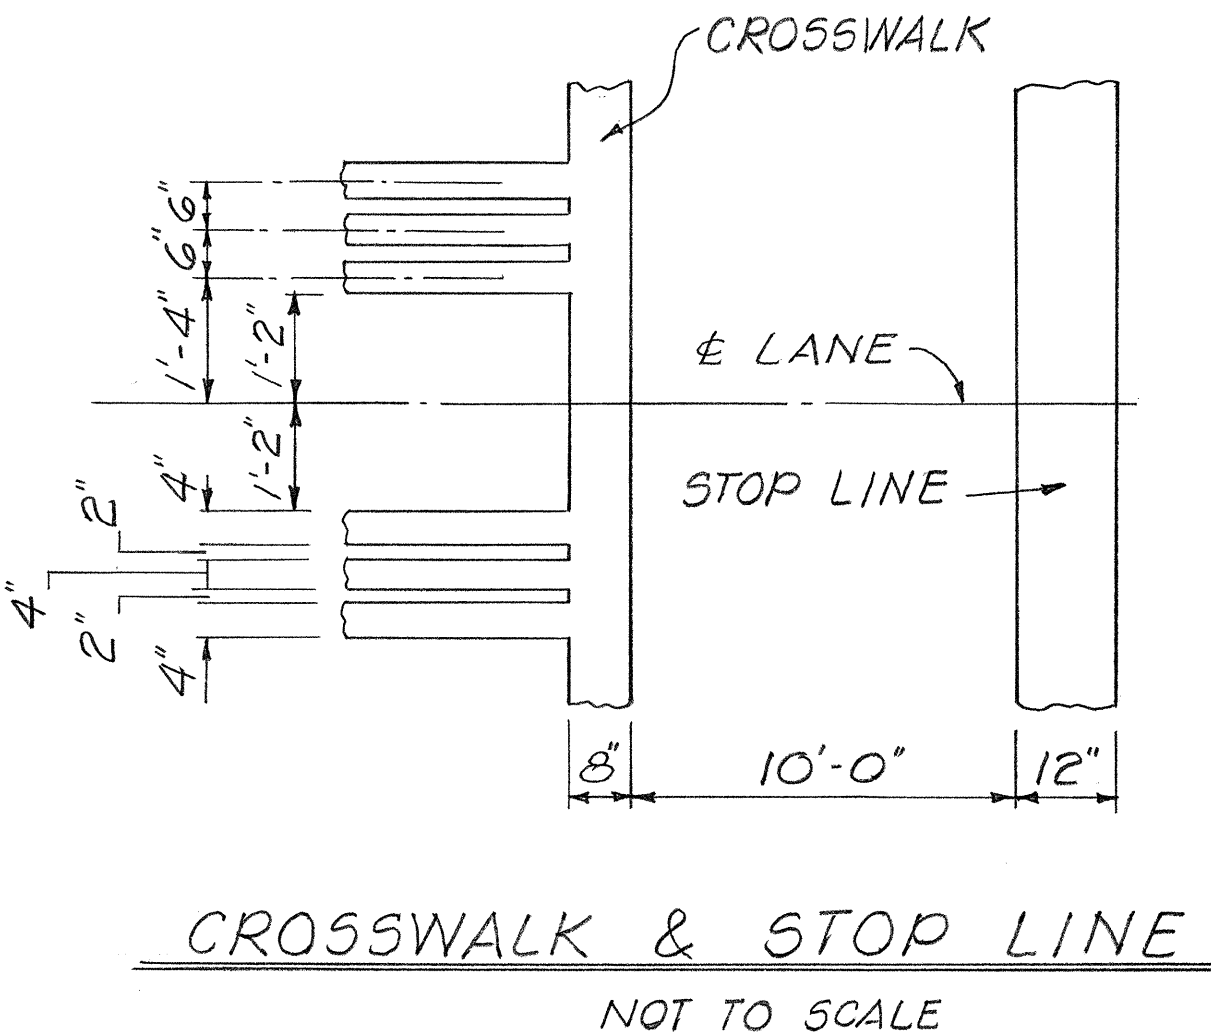 CROSSWALK
6"
6"
1'-4"
1'-2"
℄ LANE
1'-2"
4"
2"
STOP LINE
4"
2"
4"
8"
10'-0"
12"
CROSSWALK & STOP LINE
NOT TO SCALE